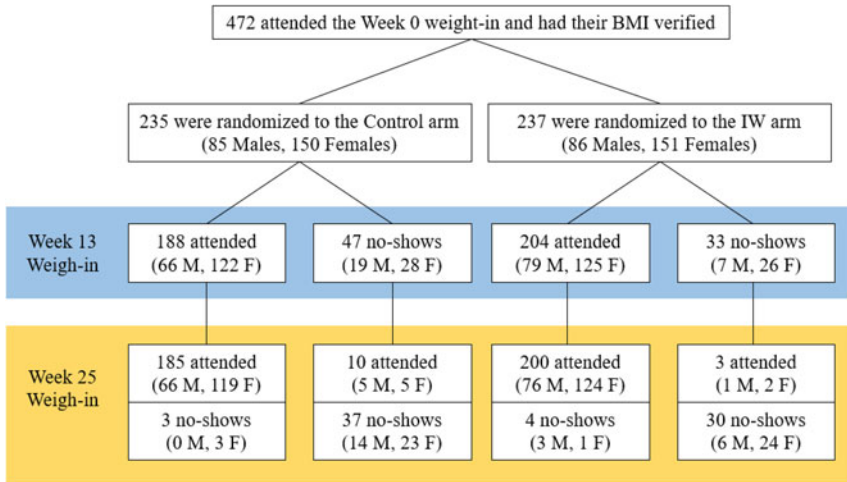 472 attended the Week 0 weight-in and had their BMI verified
235 were randomized to the Control arm
(85 Males, 150 Females)
237 were randomized to the IW arm
(86 Males, 151 Females)
Week 13
Weigh-in
188 attended
(66 M, 122 F)
47 no-shows
(19 M, 28 F)
204 attended
(79 M, 125 F)
33 no-shows
(7 M, 26 F)
Week 25
Weigh-in
185 attended
(66 M, 119 F)
3 no-shows
(0 M, 3 F)
10 attended
(5 M, 5 F)
37 no-shows
(14 M, 23 F)
200 attended
(76 M, 124 F)
4 no-shows
(3 M, 1 F)
3 attended
(1 M, 2 F)
30 no-shows
(6 M, 24 F)